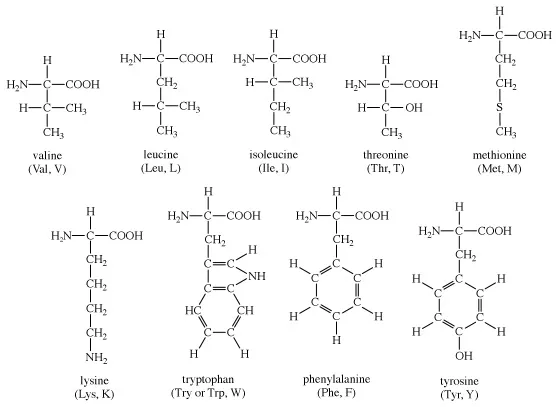 H
H₂N C COOH
H C CH₃
CH₃
valine
(Val, V)
H
H₂N C COOH
CH₂
H C CH₃
CH₃
leucine
(Leu, L)
H
H₂N C COOH
H C CH₃
CH₂
CH₃
isoleucine
(Ile, I)
H
H₂N C COOH
H C OH
CH₃
threonine
(Thr, T)
H
H₂N C COOH
CH₂
CH₂
S
CH₃
methionine
(Met, M)
H
H₂N C COOH
CH₂
CH₂
CH₂
CH₂
NH₂
lysine
(Lys, K)
H
H₂N C COOH
CH₂
H
C C
NH
C C
HC CH
C C
H H
tryptophan
(Try or Trp, W)
H
H₂N C COOH
CH₂
H C H
C C
C C
H C H
H
phenylalanine
(Phe, F)
H
H₂N C COOH
CH₂
H C H
C C
C C
H C H
OH
tyrosine
(Tyr, Y)